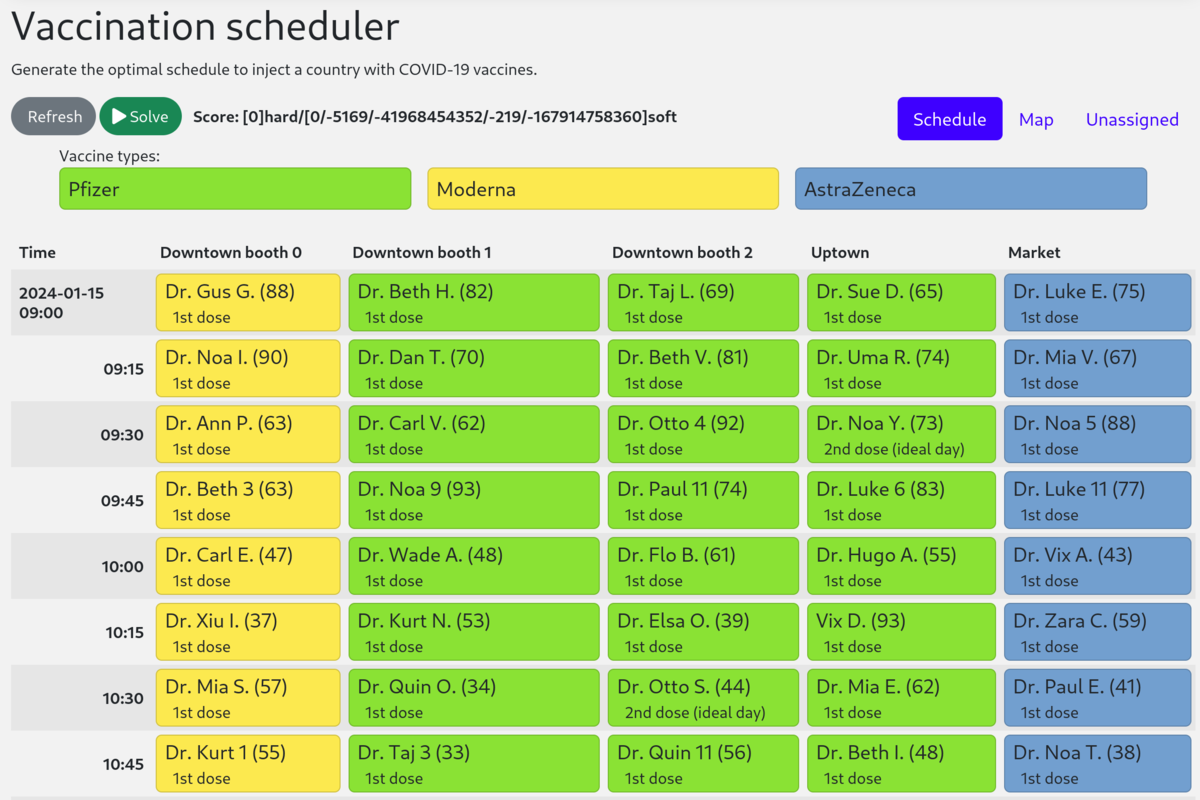 Vaccination scheduler
Generate the optimal schedule to inject a country with COVID-19 vaccines.
Refresh Solve Score: [0]hard/[0/-5169/-41968454352/-219/-167914758360]soft Schedule Map Unassigned
Vaccine types:
Pfizer Moderna AstraZeneca
Time Downtown booth 0 Downtown booth 1 Downtown booth 2 Uptown Market
2024-01-15 09:00 Dr. Gus G. (88) Dr. Beth H. (82) Dr. Taj L. (69) Dr. Sue D. (65) Dr. Luke E. (75)
1st dose 1st dose 1st dose 1st dose 1st dose
09:15 Dr. Noa I. (90) Dr. Dan T. (70) Dr. Beth V. (81) Dr. Uma R. (74) Dr. Mia V. (67)
1st dose 1st dose 1st dose 1st dose 1st dose
09:30 Dr. Ann P. (63) Dr. Carl V. (62) Dr. Otto 4 (92) Dr. Noa Y. (73) Dr. Noa 5 (88)
1st dose 1st dose 1st dose 2nd dose (ideal day) 1st dose
09:45 Dr. Beth 3 (63) Dr. Noa 9 (93) Dr. Paul 11 (74) Dr. Luke 6 (83) Dr. Luke 11 (77)
1st dose 1st dose 1st dose 1st dose 1st dose
10:00 Dr. Carl E. (47) Dr. Wade A. (48) Dr. Flo B. (61) Dr. Hugo A. (55) Dr. Vix A. (43)
1st dose 1st dose 1st dose 1st dose 1st dose
10:15 Dr. Xiu I. (37) Dr. Kurt N. (53) Dr. Elsa O. (39) Vix D. (93) Dr. Zara C. (59)
1st dose 1st dose 1st dose 1st dose 1st dose
10:30 Dr. Mia S. (57) Dr. Quin O. (34) Dr. Otto S. (44) Dr. Mia E. (62) Dr. Paul E. (41)
1st dose 1st dose 2nd dose (ideal day) 1st dose 1st dose
10:45 Dr. Kurt 1 (55) Dr. Taj 3 (33) Dr. Quin 11 (56) Dr. Beth I. (48) Dr. Noa T. (38)
1st dose 1st dose 1st dose 1st dose 1st dose